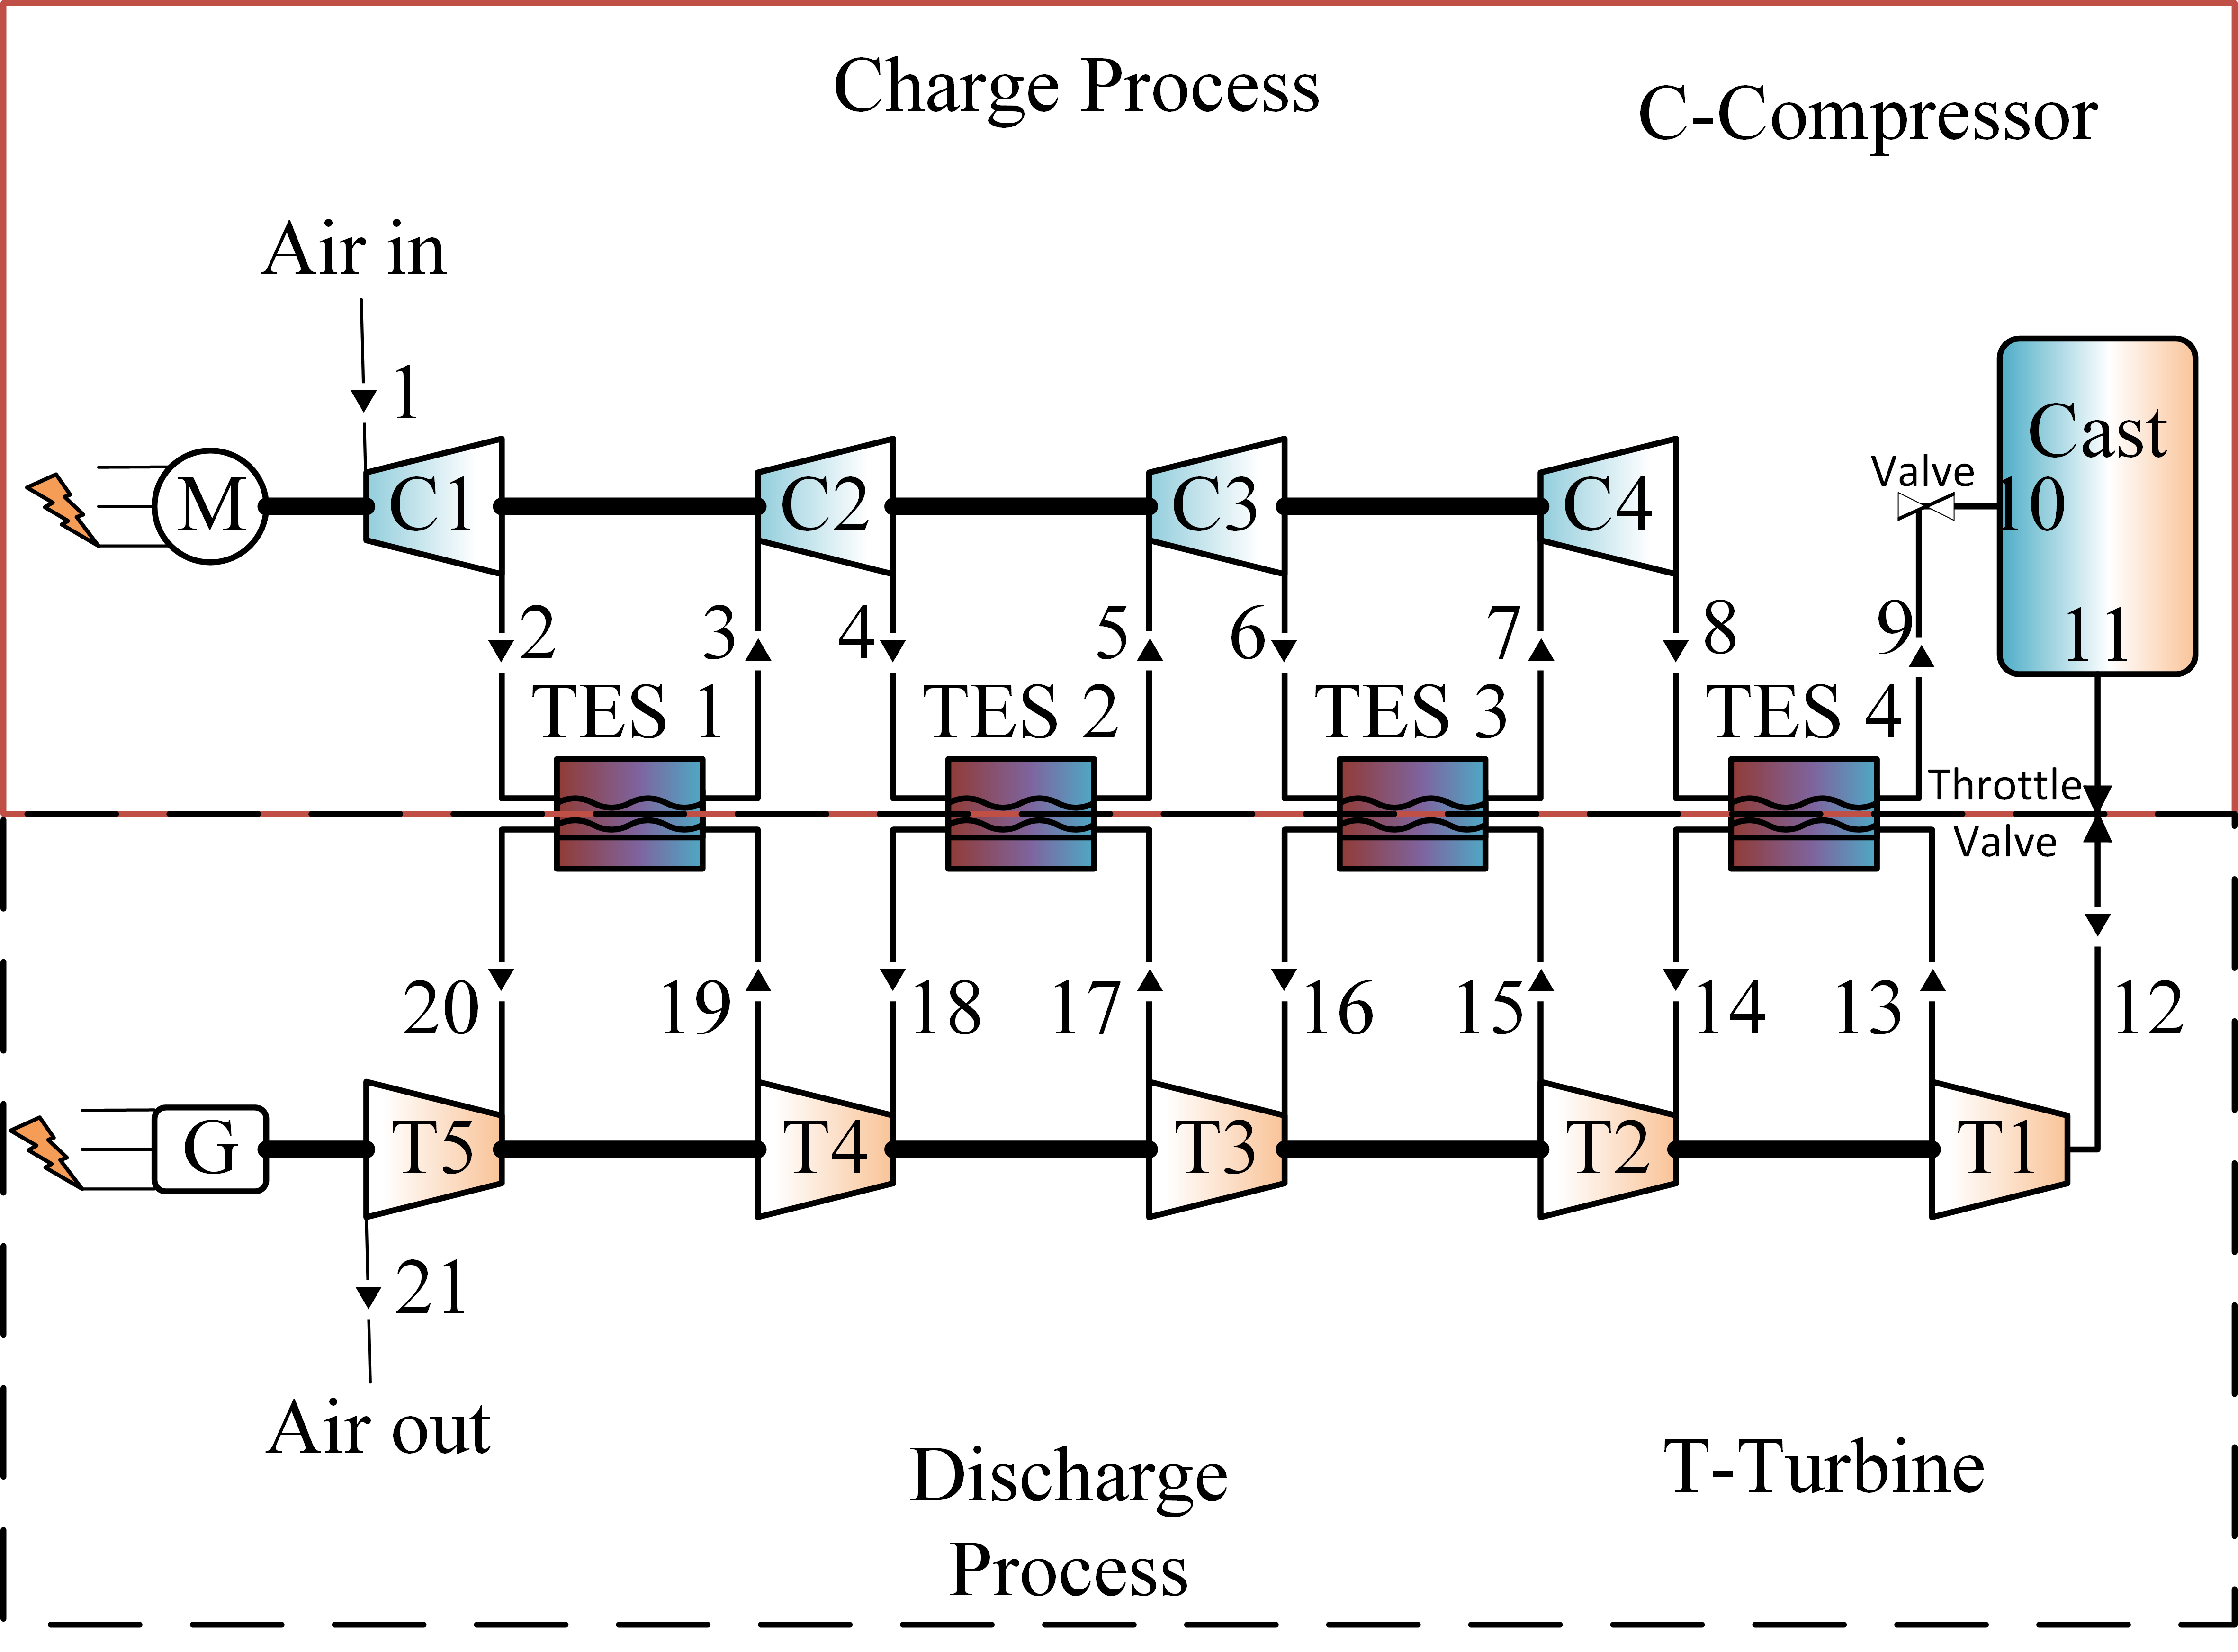 Charge Process
C-Compressor
Air in
1
M
C1
C2
C3
C4
Valve
10
Cast
2
3
4
5
6
7
8
9
11
TES 1
TES 2
TES 3
TES 4
Throttle
Valve
20
19
18
17
16
15
14
13
12
G
T5
T4
T3
T2
T1
21
Air out
Discharge
Process
T-Turbine